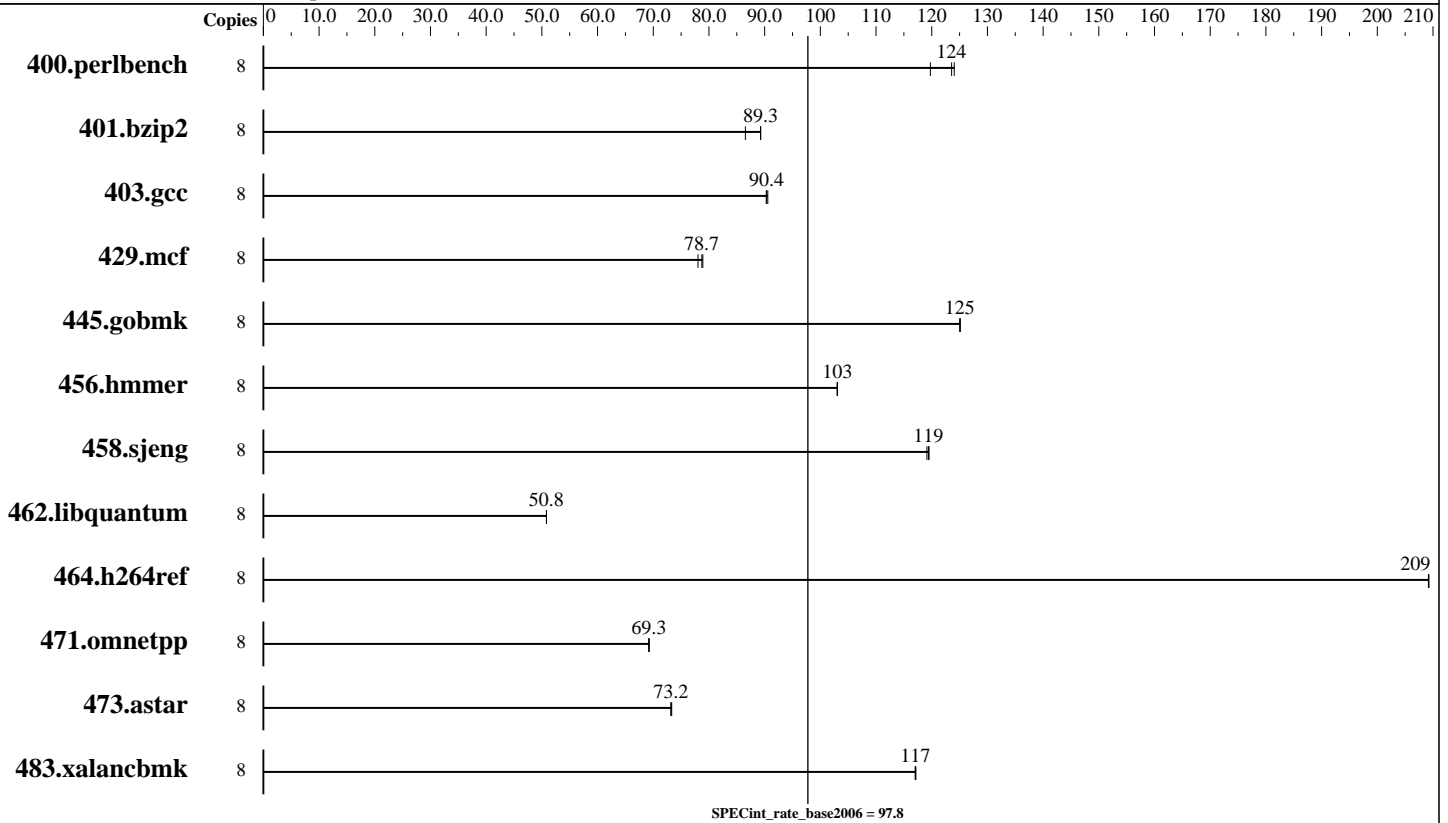 Copies 0 10.0 20.0 30.0 40.0 50.0 60.0 70.0 80.0 90.0 100 110 120 130 140 150 160 170 180 190 200 210
400.perlbench 8 124
401.bzip2 8 89.3
403.gcc 8 90.4
429.mcf 8 78.7
445.gobmk 8 125
456.hmmer 8 103
458.sjeng 8 119
462.libquantum 8 50.8
464.h264ref 8 209
471.omnetpp 8 69.3
473.astar 8 73.2
483.xalancbmk 8 117
SPECint_rate_base2006 = 97.8